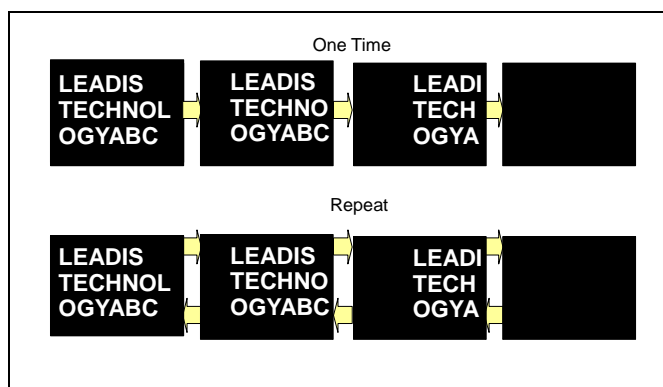 One Time
LEADIS
TECHNOL
OGYABC
LEADIS
TECHNO
OGYABC
LEADI
TECH
OGYA
Repeat
LEADIS
TECHNOL
OGYABC
LEADIS
TECHNO
OGYABC
LEADI
TECH
OGYA